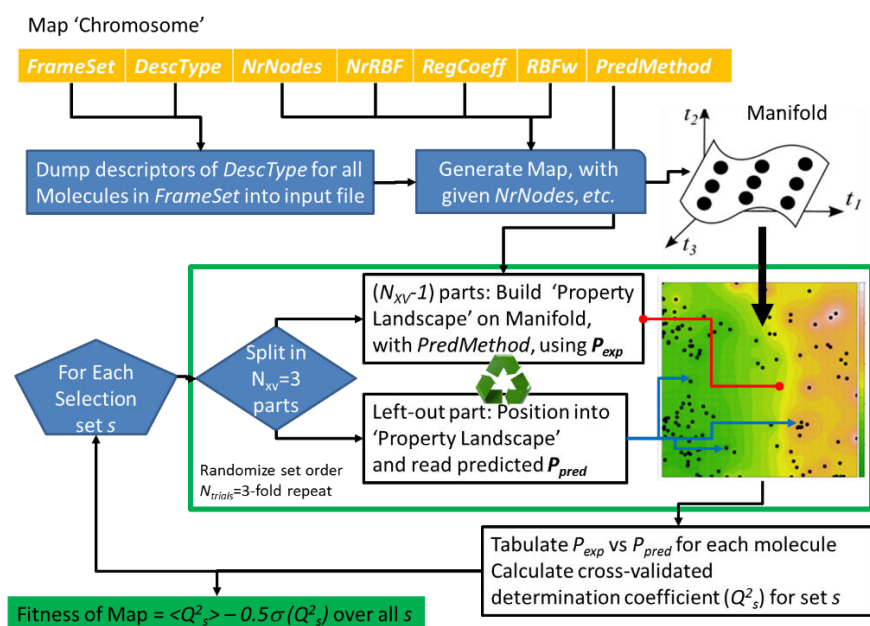 Map ‘Chromosome’
FrameSet DescType NrNodes NrRBF RegCoeff RBFw PredMethod
Manifold
t2
t1
t3
Dump descriptors of DescType for all
Molecules in FrameSet into input file
Generate Map, with
given NrNodes, etc.
(NXV-1) parts: Build ‘Property
Landscape’ on Manifold,
with PredMethod, using Pexp
For Each
Selection
set s
Split in
Nxv=3
parts
Left-out part: Position into
‘Property Landscape’
and read predicted Ppred
Randomize set order
Ntrials=3-fold repeat
Tabulate Pexp vs Ppred for each molecule
Calculate cross-validated
determination coefficient (Q²s) for set s
Fitness of Map = <Q²s> – 0.5σ(Q²s) over all s